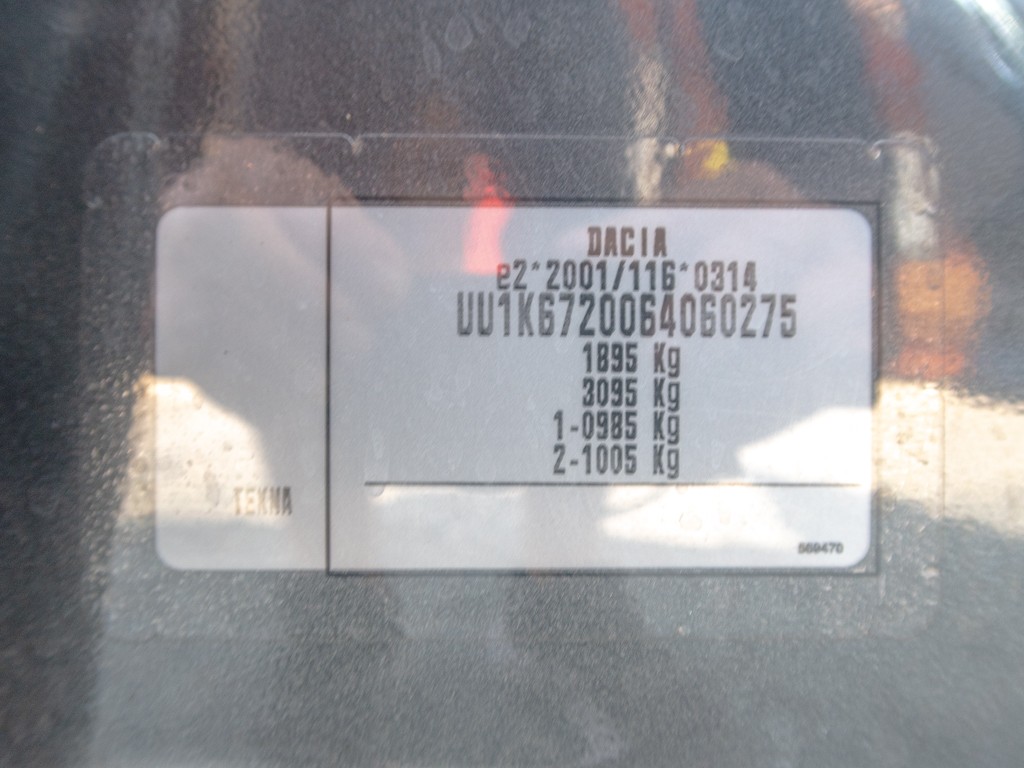 DACIA
e2*2001/116*0314
UU1K6720064060275
1895 Kg
3095 Kg
1-0985 Kg
2-1005 Kg
TEKNA
569470